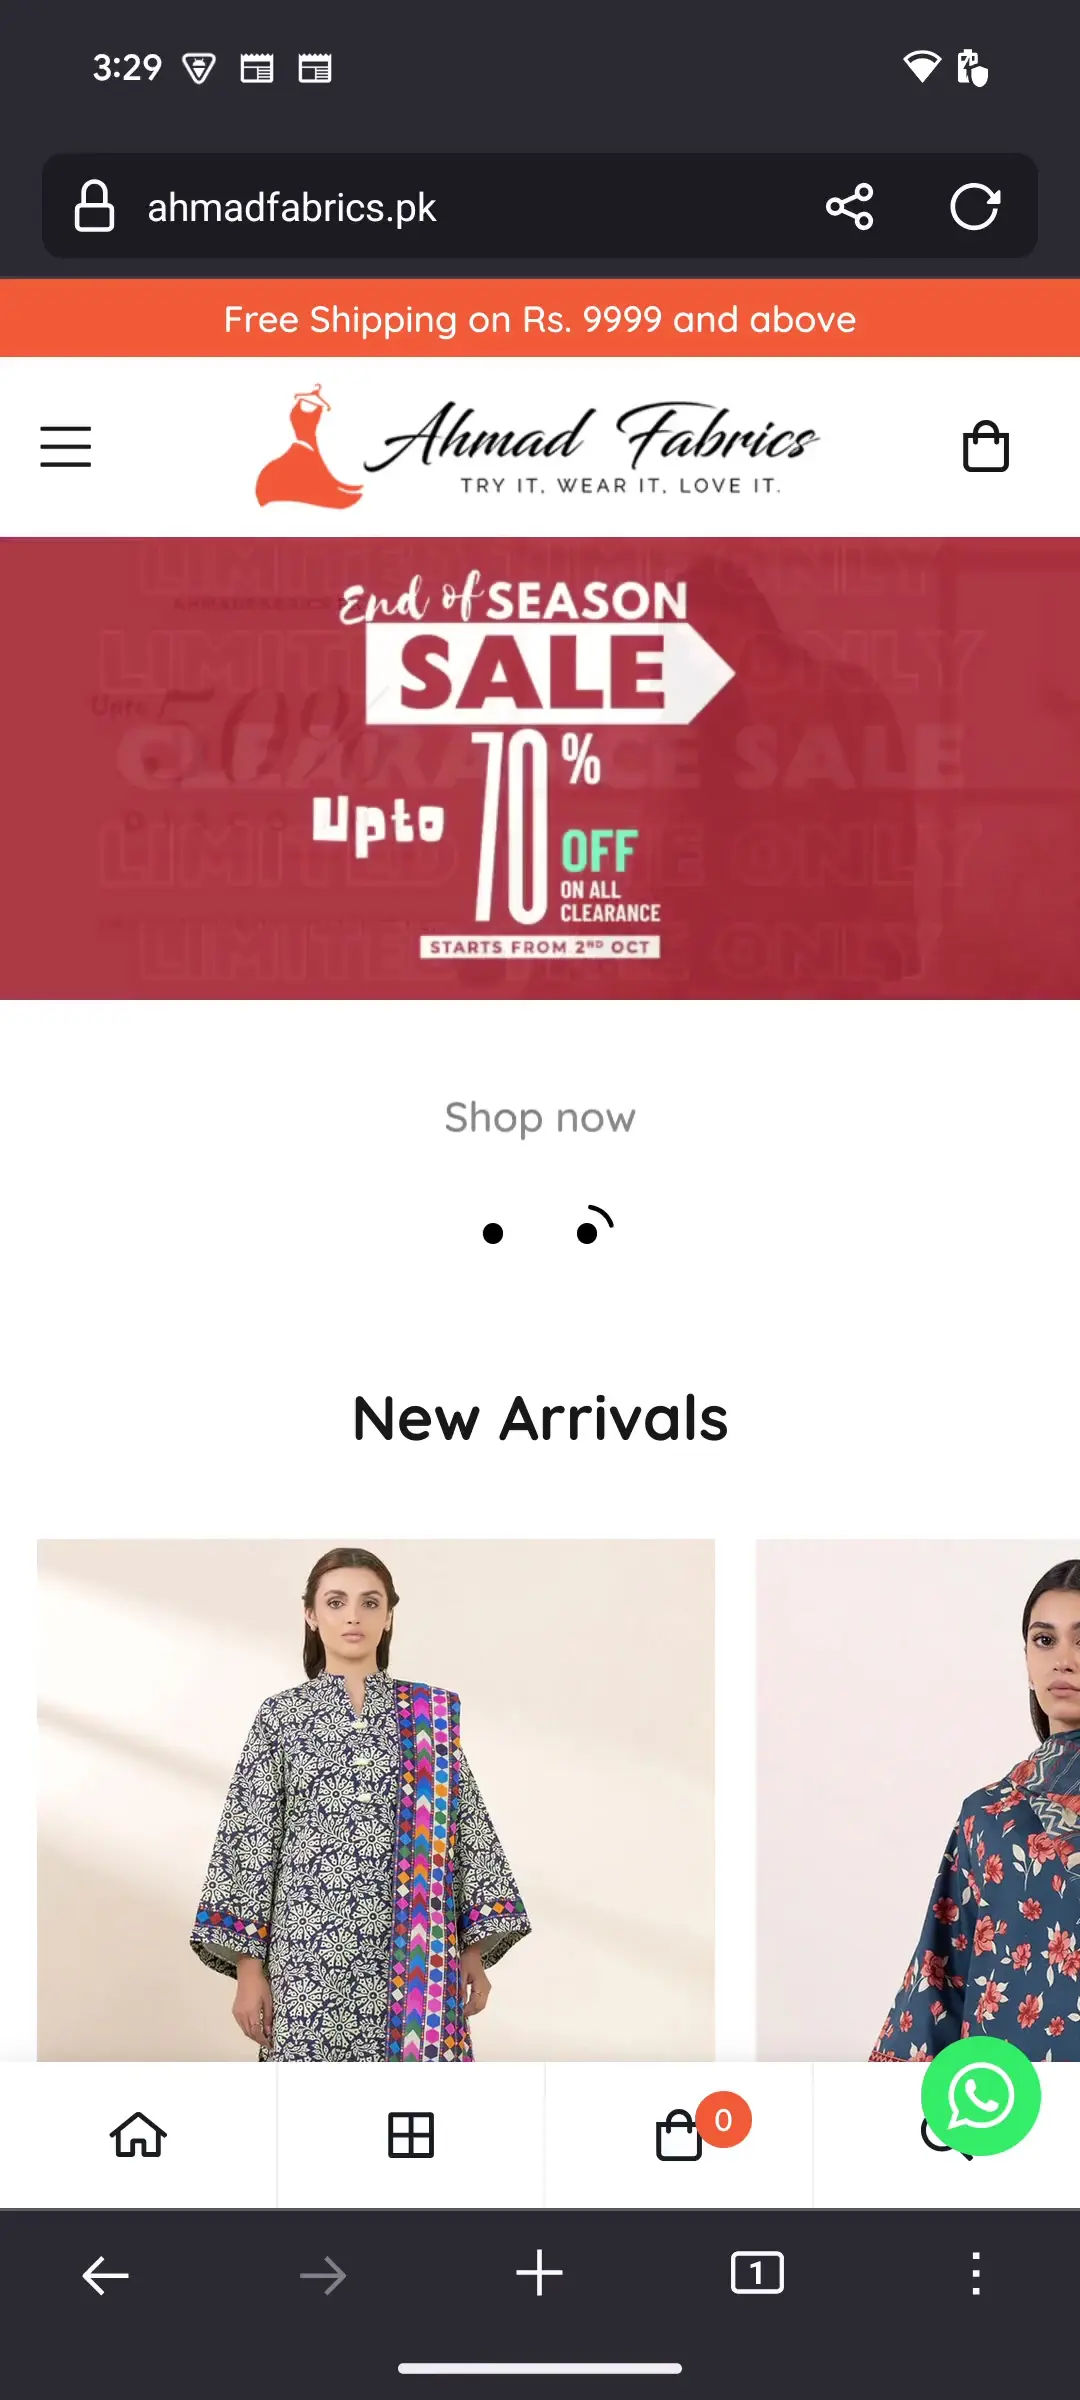 3:29
ahmadfabrics.pk
Free Shipping on Rs. 9999 and above
Ahmad Fabrics
TRY IT, WEAR IT, LOVE IT.
End of SEASON
SALE
Upto 70% OFF
ON ALL
CLEARANCE
STARTS FROM 2ND OCT
Shop now
New Arrivals
0
1